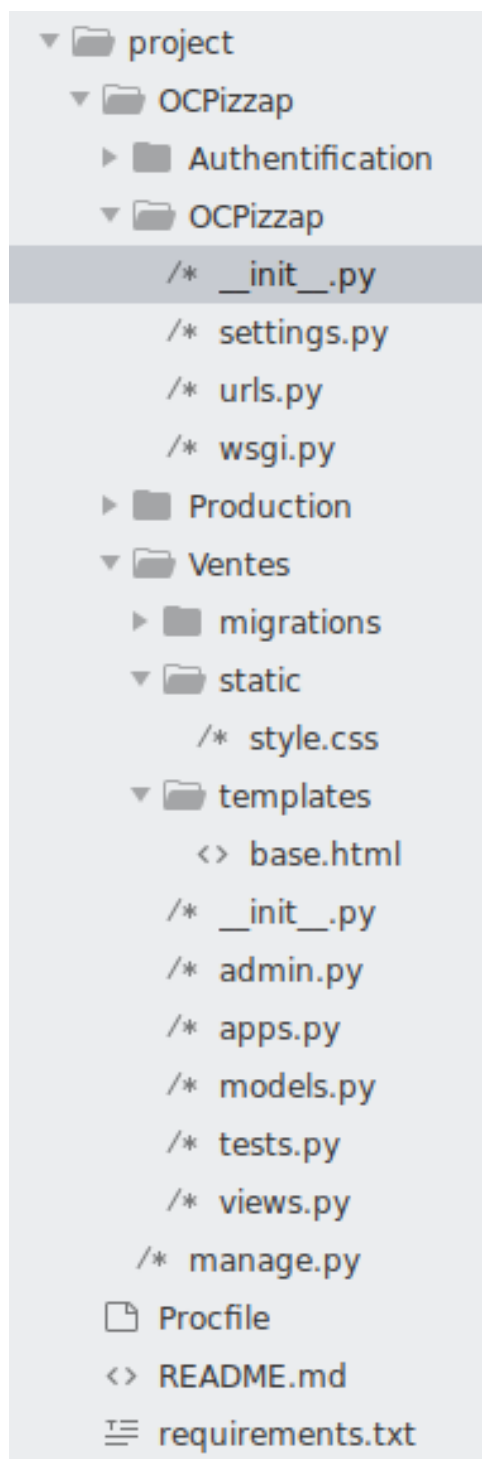 project
OCPizzap
Authentification
OCPizzap
/* __init__.py
/* settings.py
/* urls.py
/* wsgi.py
Production
Ventes
migrations
static
/* style.css
templates
<> base.html
/* __init__.py
/* admin.py
/* apps.py
/* models.py
/* tests.py
/* views.py
/* manage.py
Procfile
<> README.md
requirements.txt